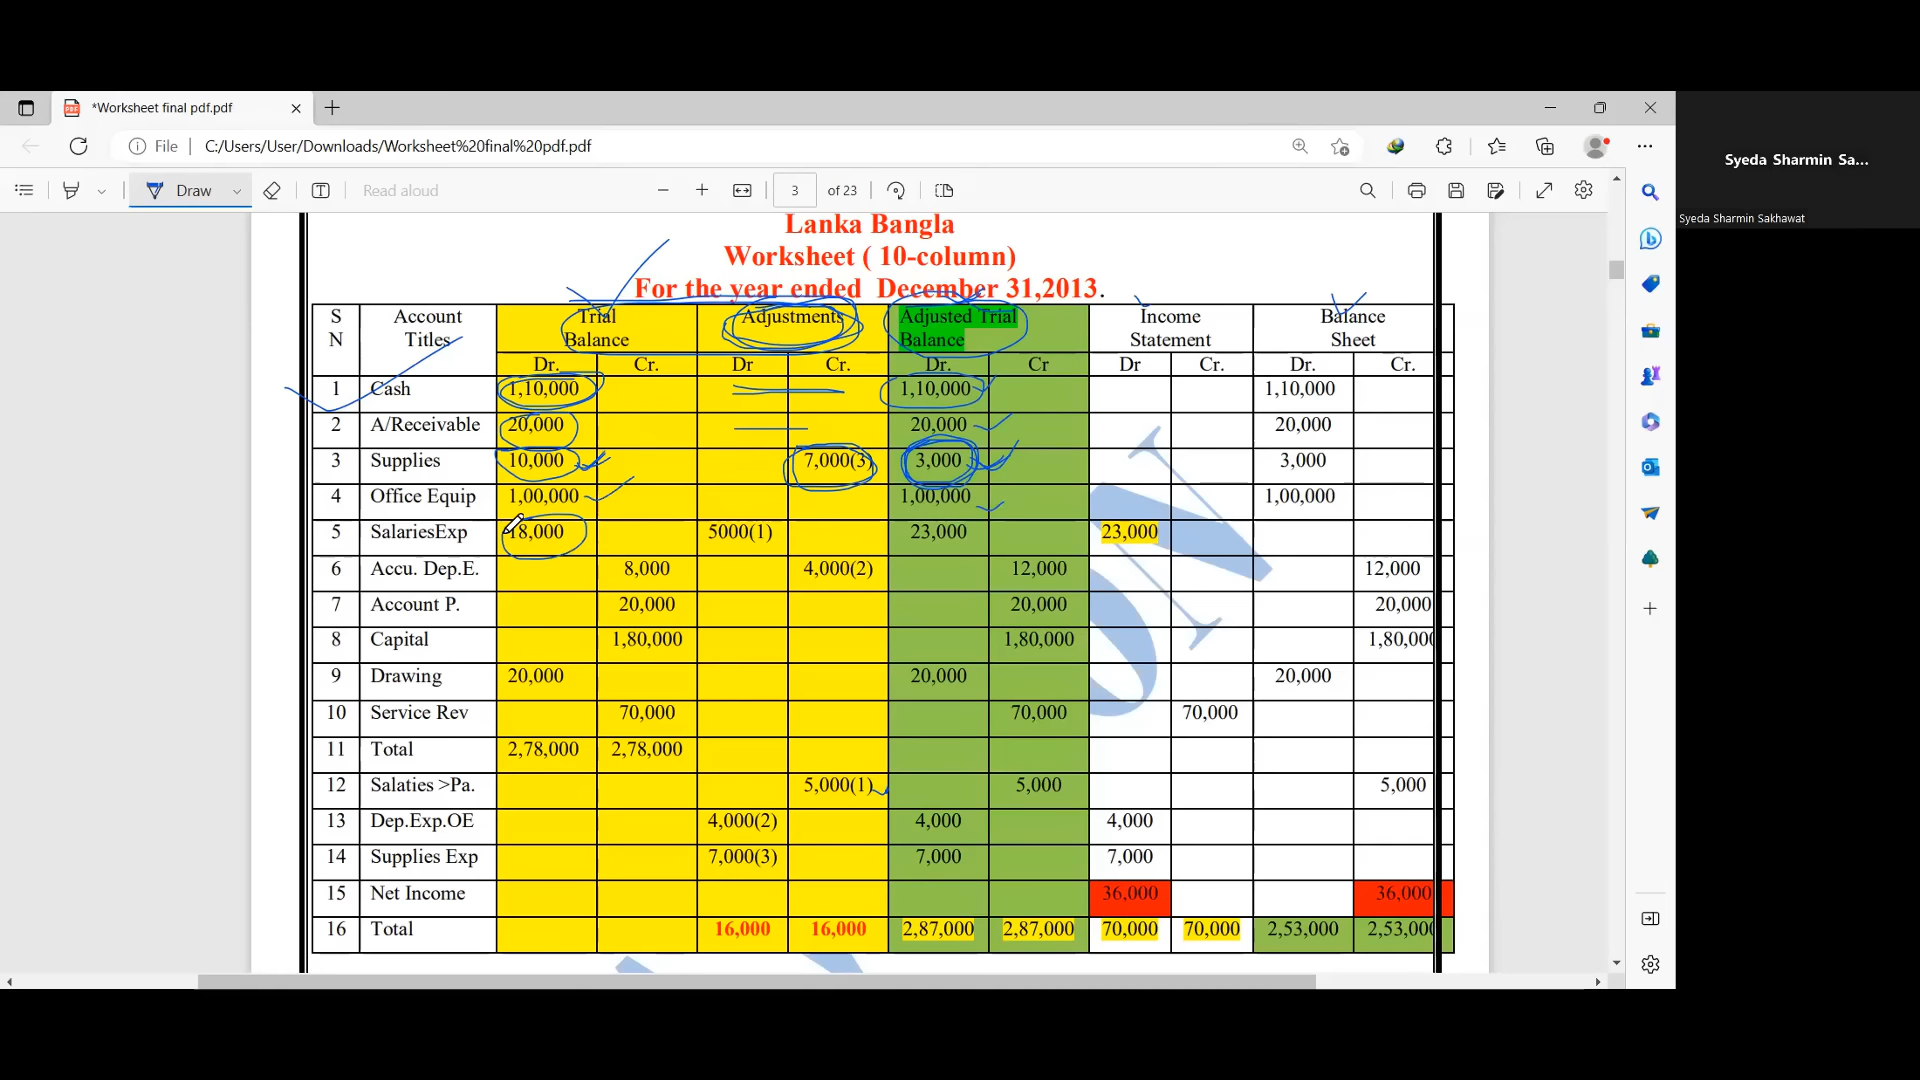 *Worksheet final pdf.pdf
File C:/Users/User/Downloads/Worksheet%20final%20pdf.pdf
Draw Read aloud 3 of 23
Syeda Sharmin Sa...
Syeda Sharmin Sakhawat
Lanka Bangla
Worksheet ( 10-column)
For the year ended December 31,2013.
S N Account Titles Trial Balance Adjustments Adjusted Trial Balance Income Statement Balance Sheet
Dr. Cr. Dr Cr. Dr. Cr Dr Cr. Dr. Cr.
1 Cash 1,10,000 1,10,000 1,10,000
2 A/Receivable 20,000 20,000 20,000
3 Supplies 10,000 7,000(3) 3,000 3,000
4 Office Equip 1,00,000 1,00,000 1,00,000
5 SalariesExp 18,000 5000(1) 23,000 23,000
6 Accu. Dep.E. 8,000 4,000(2) 12,000 12,000
7 Account P. 20,000 20,000 20,000
8 Capital 1,80,000 1,80,000 1,80,000
9 Drawing 20,000 20,000 20,000
10 Service Rev 70,000 70,000 70,000
11 Total 2,78,000 2,78,000
12 Salaties >Pa. 5,000(1) 5,000 5,000
13 Dep.Exp.OE 4,000(2) 4,000 4,000
14 Supplies Exp 7,000(3) 7,000 7,000
15 Net Income 36,000 36,000
16 Total 16,000 16,000 2,87,000 2,87,000 70,000 70,000 2,53,000 2,53,000